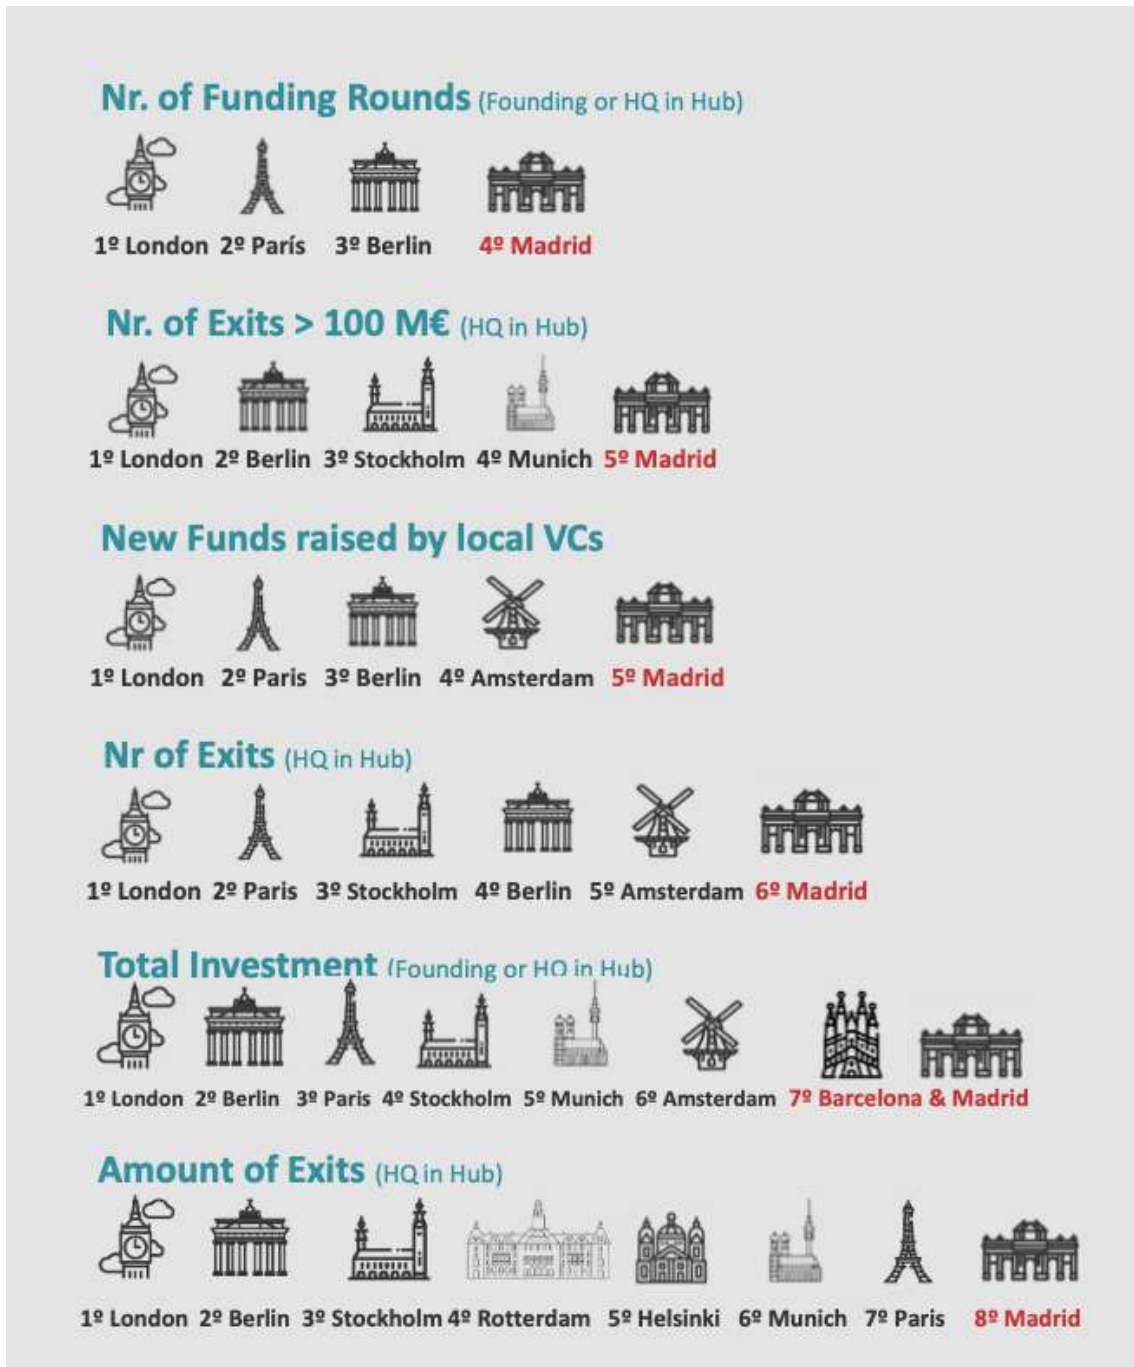 Nr. of Funding Rounds (Founding or HQ in Hub)
1º London 2º París 3º Berlin 4º Madrid
Nr. of Exits > 100 M€ (HQ in Hub)
1º London 2º Berlin 3º Stockholm 4º Munich 5º Madrid
New Funds raised by local VCs
1º London 2º Paris 3º Berlin 4º Amsterdam 5º Madrid
Nr of Exits (HQ in Hub)
1º London 2º Paris 3º Stockholm 4º Berlin 5º Amsterdam 6º Madrid
Total Investment (Founding or HQ in Hub)
1º London 2º Berlin 3º Paris 4º Stockholm 5º Munich 6º Amsterdam 7º Barcelona & Madrid
Amount of Exits (HQ in Hub)
1º London 2º Berlin 3º Stockholm 4º Rotterdam 5º Helsinki 6º Munich 7º Paris 8º Madrid